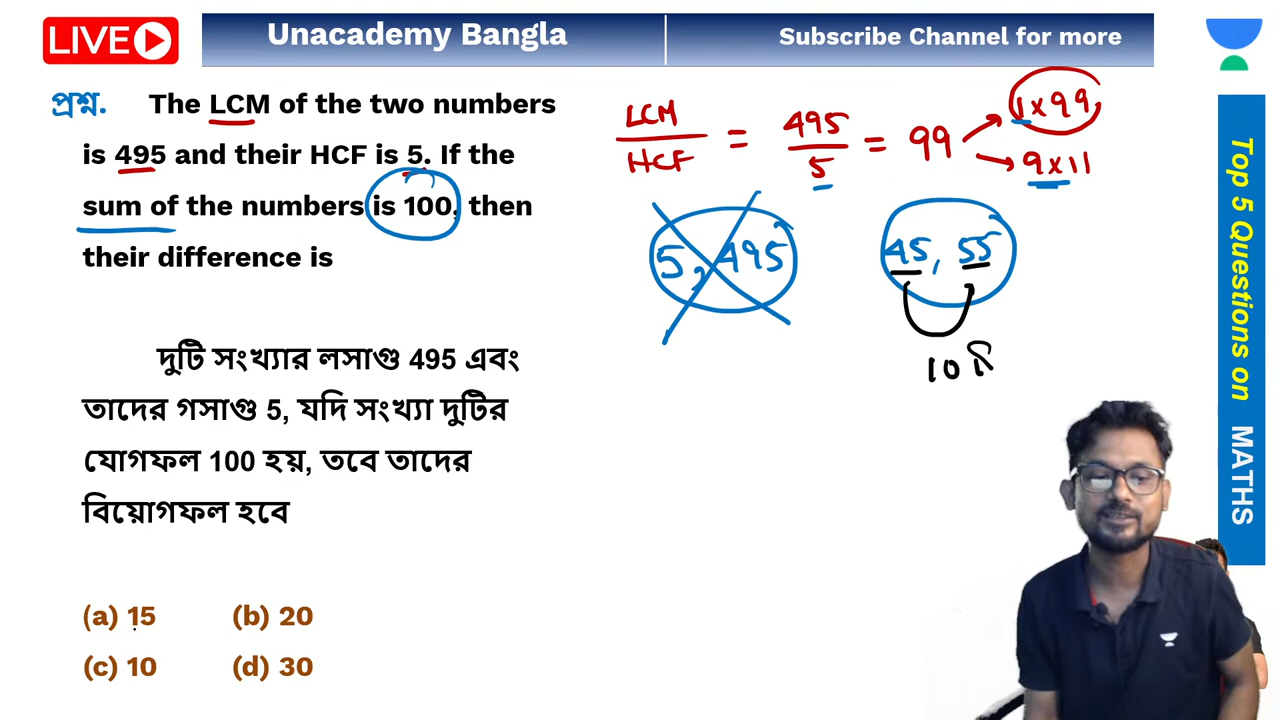 LIVE
Unacademy Bangla
Subscribe Channel for more
প্রশ্ন. The LCM of the two numbers
is 495 and their HCF is 5. If the
sum of the numbers is 100, then
their difference is
দুটি সংখ্যার লসাগু 495 এবং
তাদের গসাগু 5, যদি সংখ্যা দুটির
যোগফল 100 হয়, তবে তাদের
বিয়োগফল হবে
(a) 15 (b) 20
(c) 10 (d) 30
LCM/HCF = 495/5 = 99
1 x 99
9 x 11
5, 495
45, 55
10
Top 5 Questions on MATHS